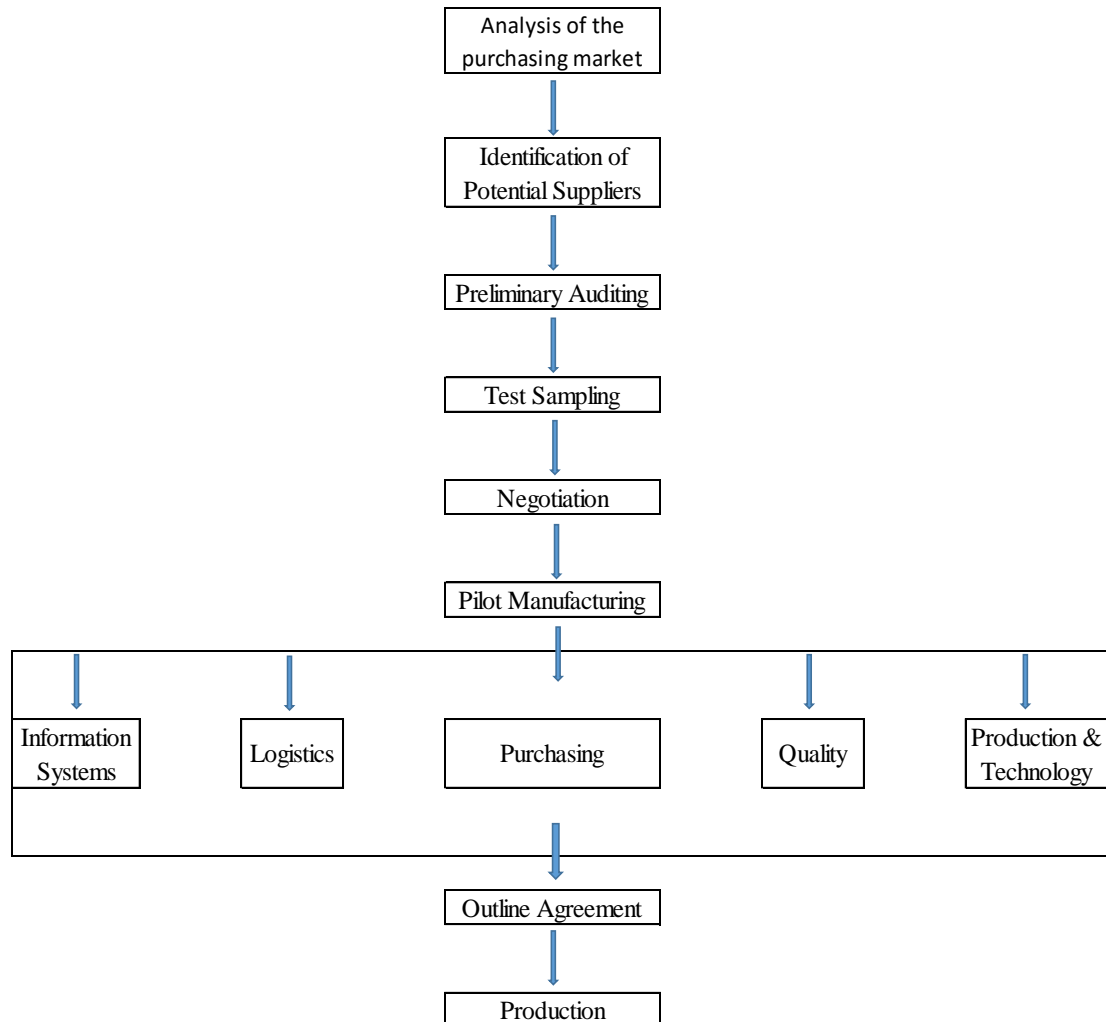 Analysis of the
purchasing market
Identification of
Potential Suppliers
Preliminary Auditing
Test Sampling
Negotiation
Pilot Manufacturing
Information
Systems
Logistics
Purchasing
Quality
Production &
Technology
Outline Agreement
Production